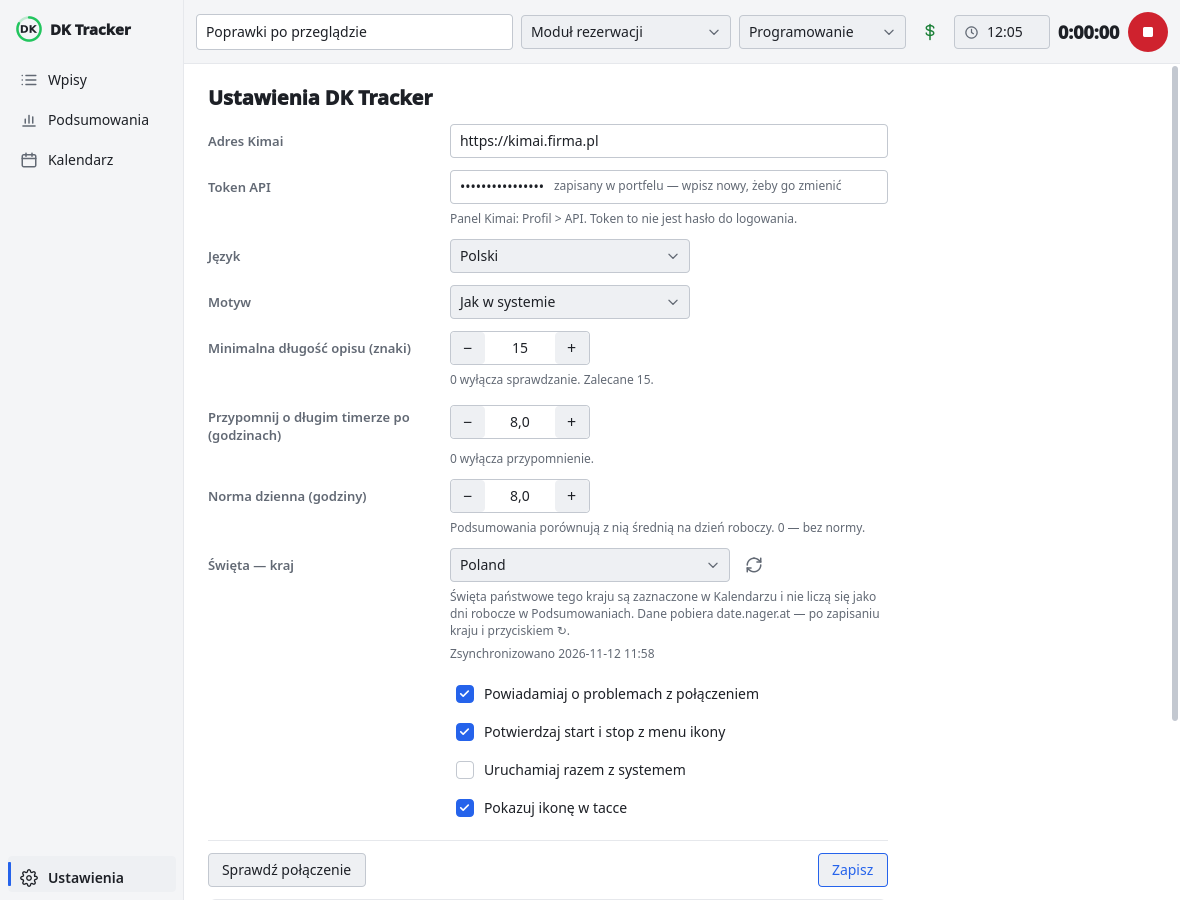 DK DK Tracker
Poprawki po przeglądzie
Moduł rezerwacji
Programowanie
$
12:05
0:00:00
Wpisy
Podsumowania
Kalendarz
Ustawienia
Ustawienia DK Tracker
Adres Kimai
https://kimai.firma.pl
Token API
•••••••••••••••• zapisany w portfelu — wpisz nowy, żeby go zmienić
Panel Kimai: Profil > API. Token to nie jest hasło do logowania.
Język
Polski
Motyw
Jak w systemie
Minimalna długość opisu (znaki)
− 15 +
0 wyłącza sprawdzanie. Zalecane 15.
Przypomnij o długim timerze po
(godzinach)
− 8,0 +
0 wyłącza przypomnienie.
Norma dzienna (godziny)
− 8,0 +
Podsumowania porównują z nią średnią na dzień roboczy. 0 — bez normy.
Święta — kraj
Poland
Święta państwowe tego kraju są zaznaczone w Kalendarzu i nie liczą się jako
dni robocze w Podsumowaniach. Dane pobiera date.nager.at — po zapisaniu
kraju i przyciskiem ↻.
Zsynchronizowano 2026-11-12 11:58
Powiadamiaj o problemach z połączeniem
Potwierdzaj start i stop z menu ikony
Uruchamiaj razem z systemem
Pokazuj ikonę w tacce
Sprawdź połączenie
Zapisz